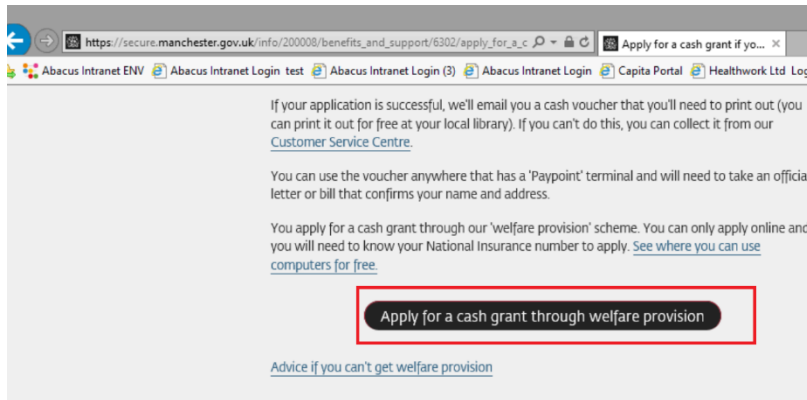 https://secure.manchester.gov.uk/info/200008/benefits_and_support/6302/apply_for_a_c
Apply for a cash grant if yo...
Abacus Intranet ENV Abacus Intranet Login test Abacus Intranet Login (3) Abacus Intranet Login Capita Portal Healthwork Ltd Log
If your application is successful, we'll email you a cash voucher that you'll need to print out (you
can print it out for free at your local library). If you can't do this, you can collect it from our
Customer Service Centre.
You can use the voucher anywhere that has a 'Paypoint' terminal and will need to take an officia
letter or bill that confirms your name and address.
You apply for a cash grant through our 'welfare provision' scheme. You can only apply online and
you will need to know your National Insurance number to apply. See where you can use
computers for free.
Apply for a cash grant through welfare provision
Advice if you can't get welfare provision